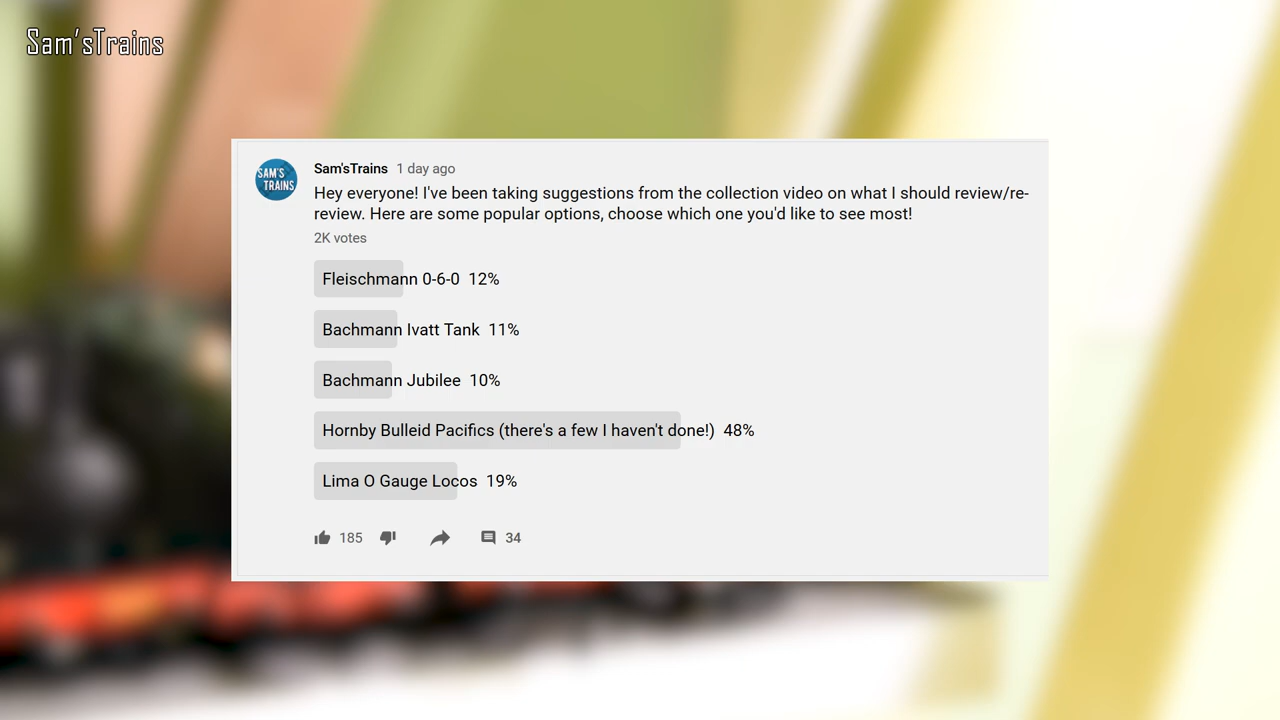 Sam'sTrains
SAM'S
TRAINS
Sam'sTrains 1 day ago
Hey everyone! I've been taking suggestions from the collection video on what I should review/re-
review. Here are some popular options, choose which one you'd like to see most!
2K votes
Fleischmann 0-6-0 12%
Bachmann Ivatt Tank 11%
Bachmann Jubilee 10%
Hornby Bulleid Pacifics (there's a few I haven't done!) 48%
Lima O Gauge Locos 19%
185 34